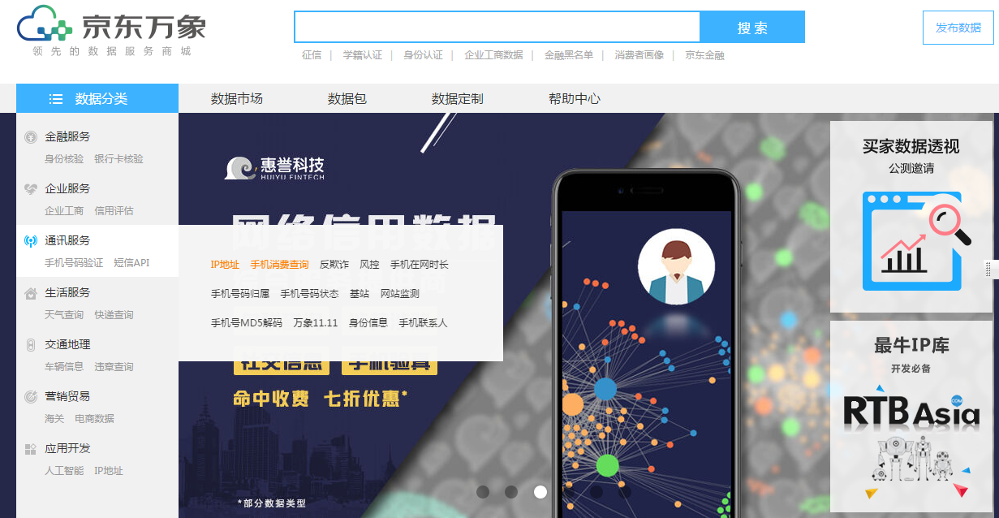 京东万象
领先的数据服务商城
搜 索
发布数据
征信 | 学籍认证 | 身份认证 | 企业工商数据 | 金融黑名单 | 消费者画像 | 京东金融
数据分类
数据市场 数据包 数据定制 帮助中心
金融服务
身份核验 银行卡核验
企业服务
企业工商 信用评估
通讯服务
手机号码验证 短信API
生活服务
天气查询 快递查询
交通地理
车辆信息 违章查询
营销贸易
海关 电商数据
应用开发
人工智能 IP地址
惠誉科技
HUIYU FINTECH
网络信用数据
IP地址 手机消费查询 反欺诈 风控 手机在网时长
手机号码归属 手机号码状态 基站 网站监测
手机号MD5解码 万象11.11 身份信息 手机联系人
社交信息 手机验真
命中收费 七折优惠*
*部分数据类型
买家数据透视
公测邀请
最牛IP库
开发必备
RTBAsia
COM